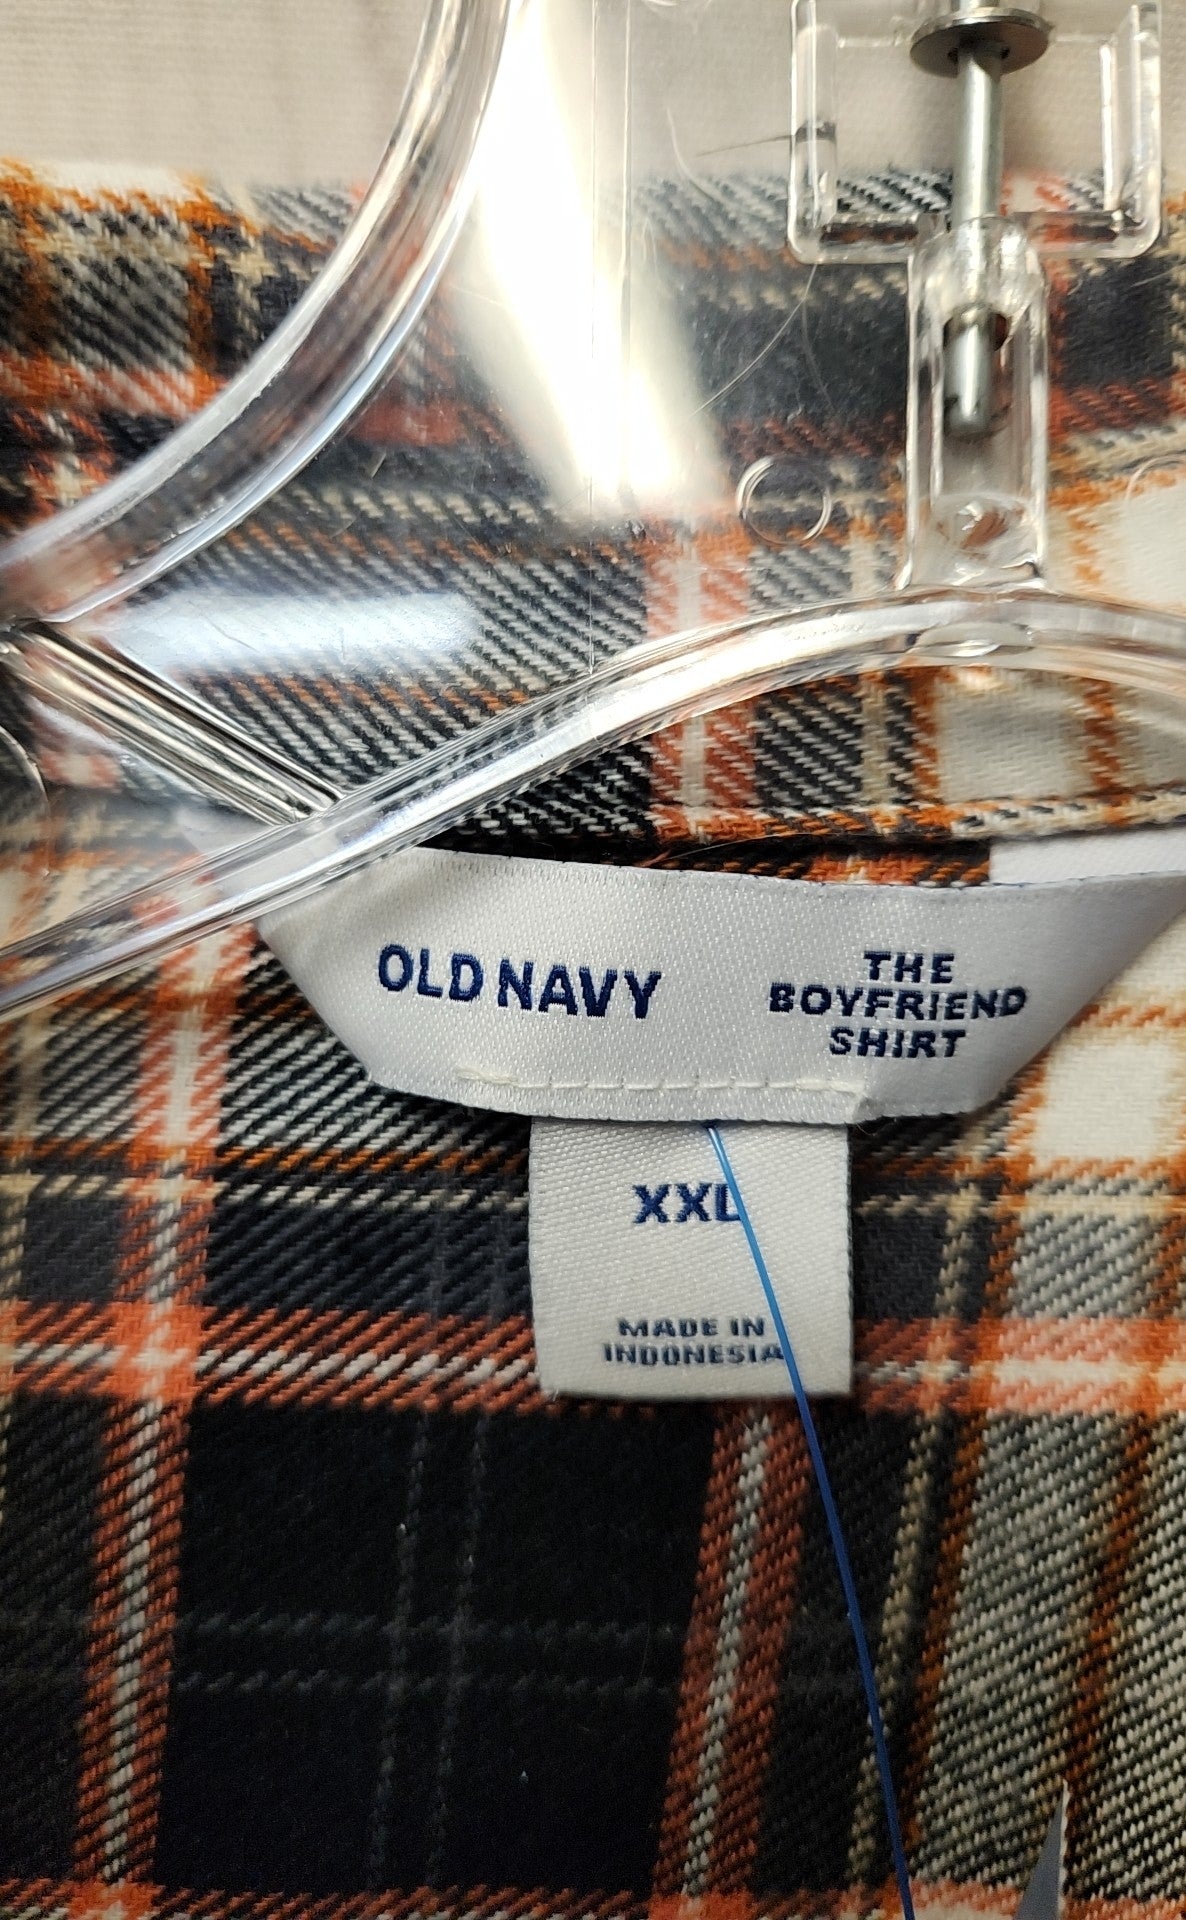 OLD NAVY
THE
BOYFRIEND
SHIRT
XXL
MADE IN
INDONESIA